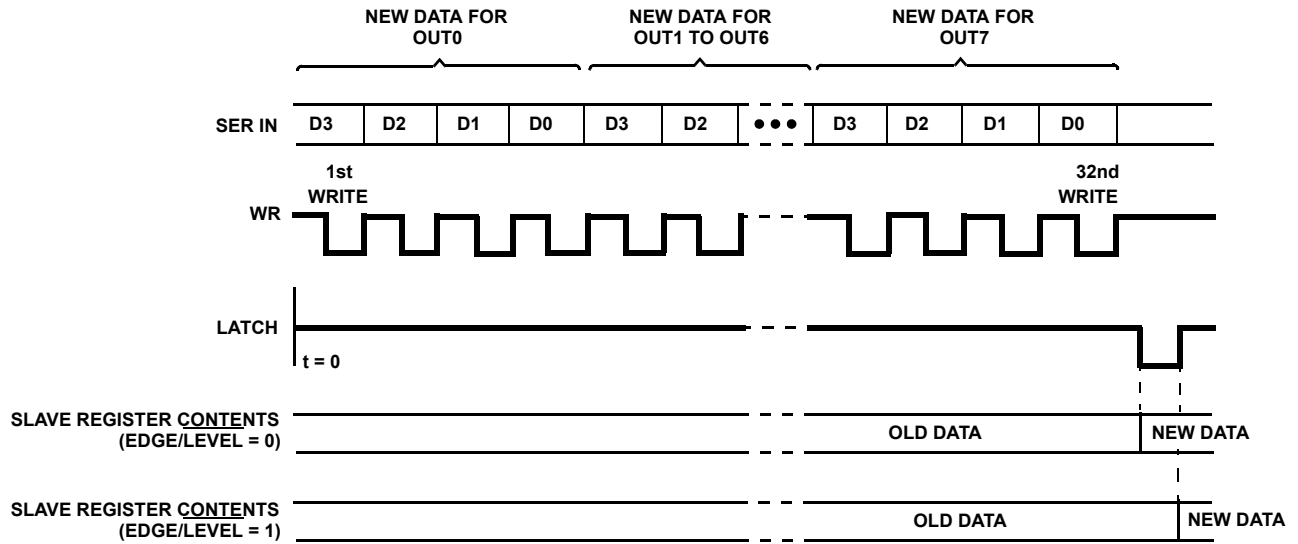 NEW DATA FOR
OUT0
NEW DATA FOR
OUT1 TO OUT6
NEW DATA FOR
OUT7
SER IN D3 D2 D1 D0 D3 D2 ••• D3 D2 D1 D0
1st
WRITE
32nd
WRITE
WR
LATCH
t = 0
SLAVE REGISTER CONTENTS
(EDGE/LEVEL = 0)
OLD DATA NEW DATA
SLAVE REGISTER CONTENTS
(EDGE/LEVEL = 1)
OLD DATA NEW DATA